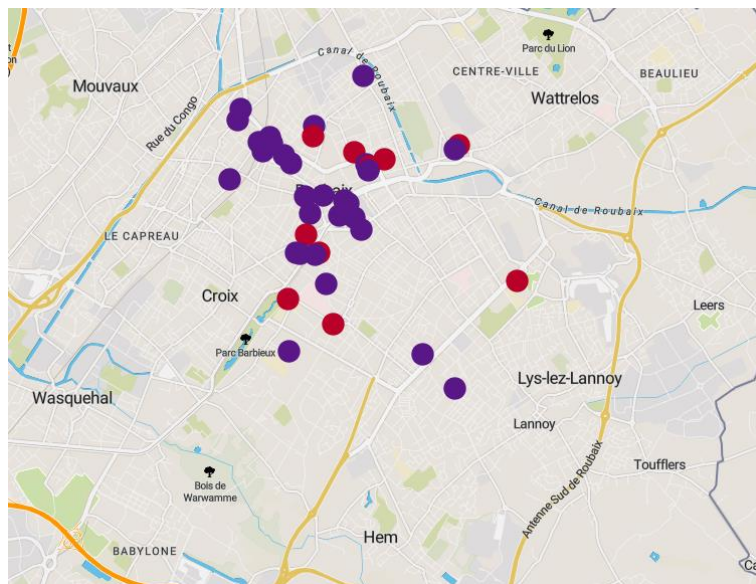 Canal de Roubaix
Parc du Lion
CENTRE-VILLE
BEAULIEU
Mouvaux
Wattrelos
Rue du Congo
Canal de Roubaix
LE CAPREAU
Croix
Leers
Parc Barbieux
Lys-lez-Lannoy
Wasquehal
Lannoy
Antenne Sud de Roubaix
Toufflers
Bois de
Warwamme
Hem
BABYLONE